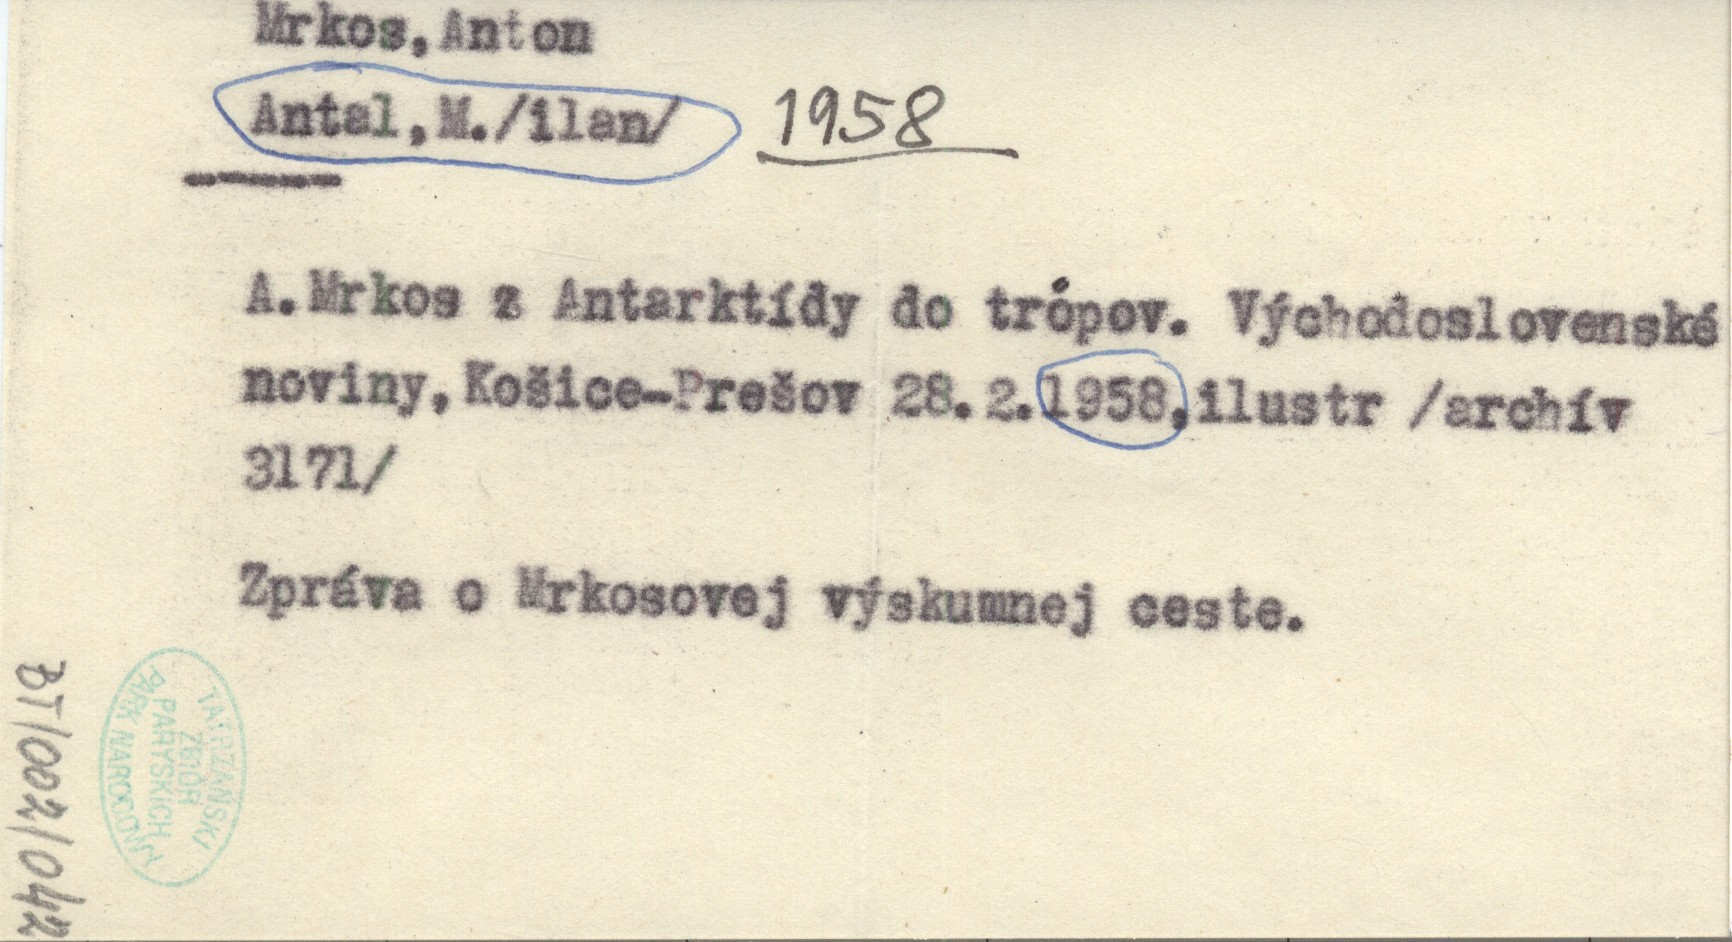 Mrkos, Anton
Antal, M./ilan/ 1958
A. Mrkos z Antarktídy do trópov. Východoslovenské
noviny, Košice-Prešov 28.2.1958, ilustr /archív
3171/
Zpráva o Mrkosovej výskumnej ceste.
TATRZAŃSKI
ZBIÓR
PARYSKICH
PARK NARODOWY
BT/002/042